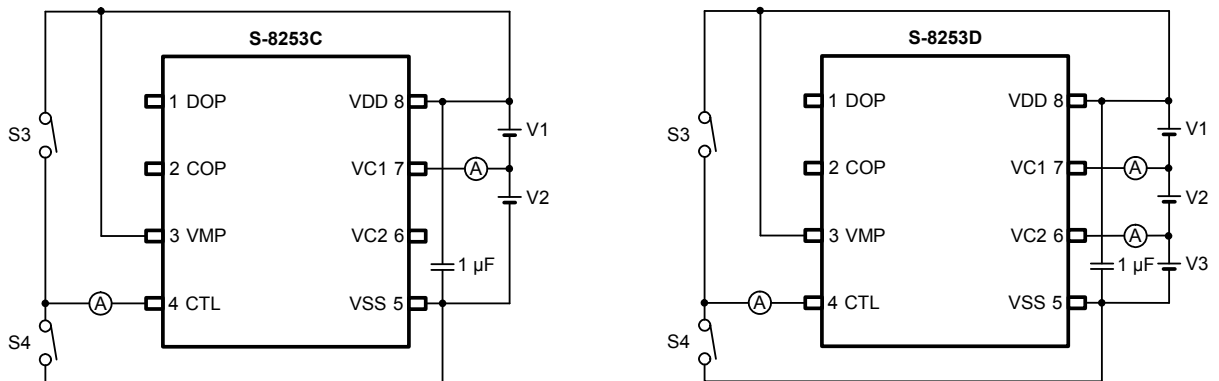 S-8253C
1 DOP
VDD 8
S3
V1
2 COP
VC1 7
A
V2
3 VMP
VC2 6
1 µF
A
4 CTL
VSS 5
S4
S-8253D
1 DOP
VDD 8
S3
V1
2 COP
VC1 7
A
V2
3 VMP
VC2 6
A
1 µF
V3
A
4 CTL
VSS 5
S4